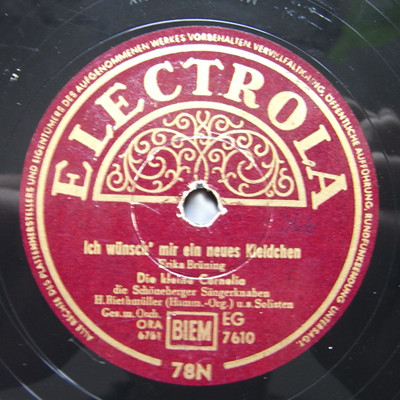 ELECTROLA
Ich wünsch' mir ein neues Kleidchen
Erika Brüning
Die kleine Cornelia
die Schöneberger Sängerknaben
H. Riethmüller (Hamm.-Org.) u.a. Solisten
Ges. m. Orch.
ORA
6781
BIEM
EG
7610
78N
ALLE RECHTE DES PLATTENHERSTELLERS UND EIGENTÜMERS DES AUFGENOMMENEN WERKES VORBEHALTEN. VERVIELFÄLTIGUNG, ÖFFENTLICHE AUFFÜHRUNG, RUNDFUNKSENDUNG UNTERSAGT.